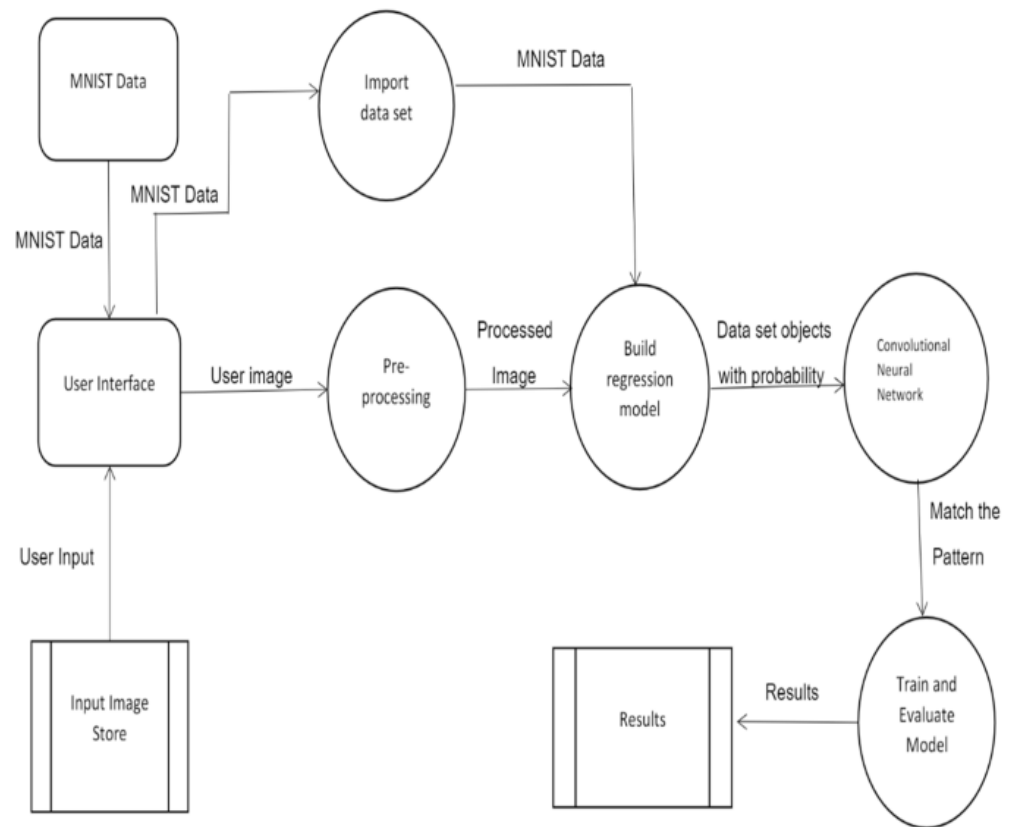 MNIST Data
Import
data set
MNIST Data
MNIST Data
MNIST Data
User Interface
User image
Pre-
processing
Processed
Image
Build
regression
model
Data set objects
with probability
Convolutional
Neural
Network
User Input
Match the
Pattern
Input Image
Store
Results
Results
Train and
Evaluate
Model